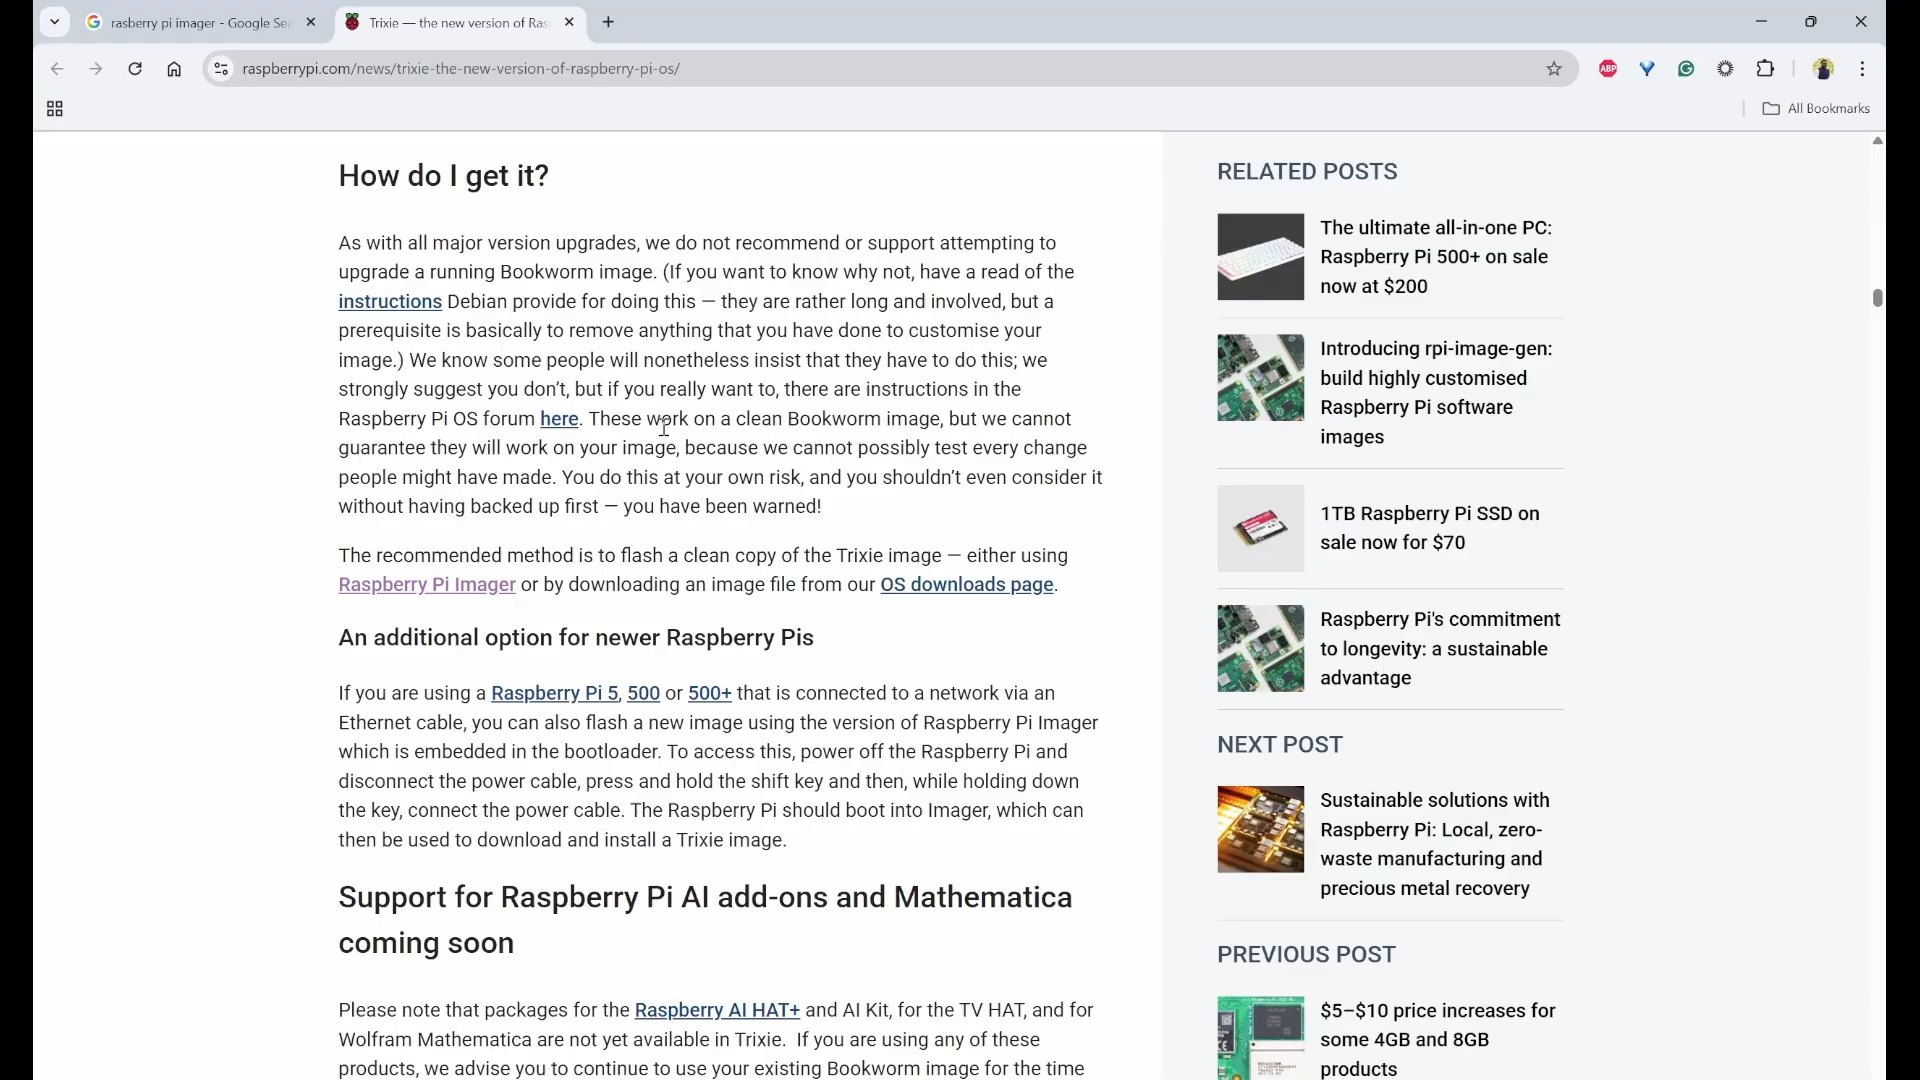 rasberry pi imager - Google Sea
Trixie — the new version of Ras
raspberrypi.com/news/trixie-the-new-version-of-raspberry-pi-os/
ABP
All Bookmarks
How do I get it?
As with all major version upgrades, we do not recommend or support attempting to
upgrade a running Bookworm image. (If you want to know why not, have a read of the
instructions Debian provide for doing this — they are rather long and involved, but a
prerequisite is basically to remove anything that you have done to customise your
image.) We know some people will nonetheless insist that they have to do this; we
strongly suggest you don’t, but if you really want to, there are instructions in the
Raspberry Pi OS forum here. These work on a clean Bookworm image, but we cannot
guarantee they will work on your image, because we cannot possibly test every change
people might have made. You do this at your own risk, and you shouldn’t even consider it
without having backed up first — you have been warned!
The recommended method is to flash a clean copy of the Trixie image — either using
Raspberry Pi Imager or by downloading an image file from our OS downloads page.
An additional option for newer Raspberry Pis
If you are using a Raspberry Pi 5, 500 or 500+ that is connected to a network via an
Ethernet cable, you can also flash a new image using the version of Raspberry Pi Imager
which is embedded in the bootloader. To access this, power off the Raspberry Pi and
disconnect the power cable, press and hold the shift key and then, while holding down
the key, connect the power cable. The Raspberry Pi should boot into Imager, which can
then be used to download and install a Trixie image.
Support for Raspberry Pi AI add-ons and Mathematica
coming soon
Please note that packages for the Raspberry AI HAT+ and AI Kit, for the TV HAT, and for
Wolfram Mathematica are not yet available in Trixie. If you are using any of these
products, we advise you to continue to use your existing Bookworm image for the time
RELATED POSTS
The ultimate all-in-one PC:
Raspberry Pi 500+ on sale
now at $200
Introducing rpi-image-gen:
build highly customised
Raspberry Pi software
images
1TB Raspberry Pi SSD on
sale now for $70
Raspberry Pi's commitment
to longevity: a sustainable
advantage
NEXT POST
Sustainable solutions with
Raspberry Pi: Local, zero-
waste manufacturing and
precious metal recovery
PREVIOUS POST
$5–$10 price increases for
some 4GB and 8GB
products